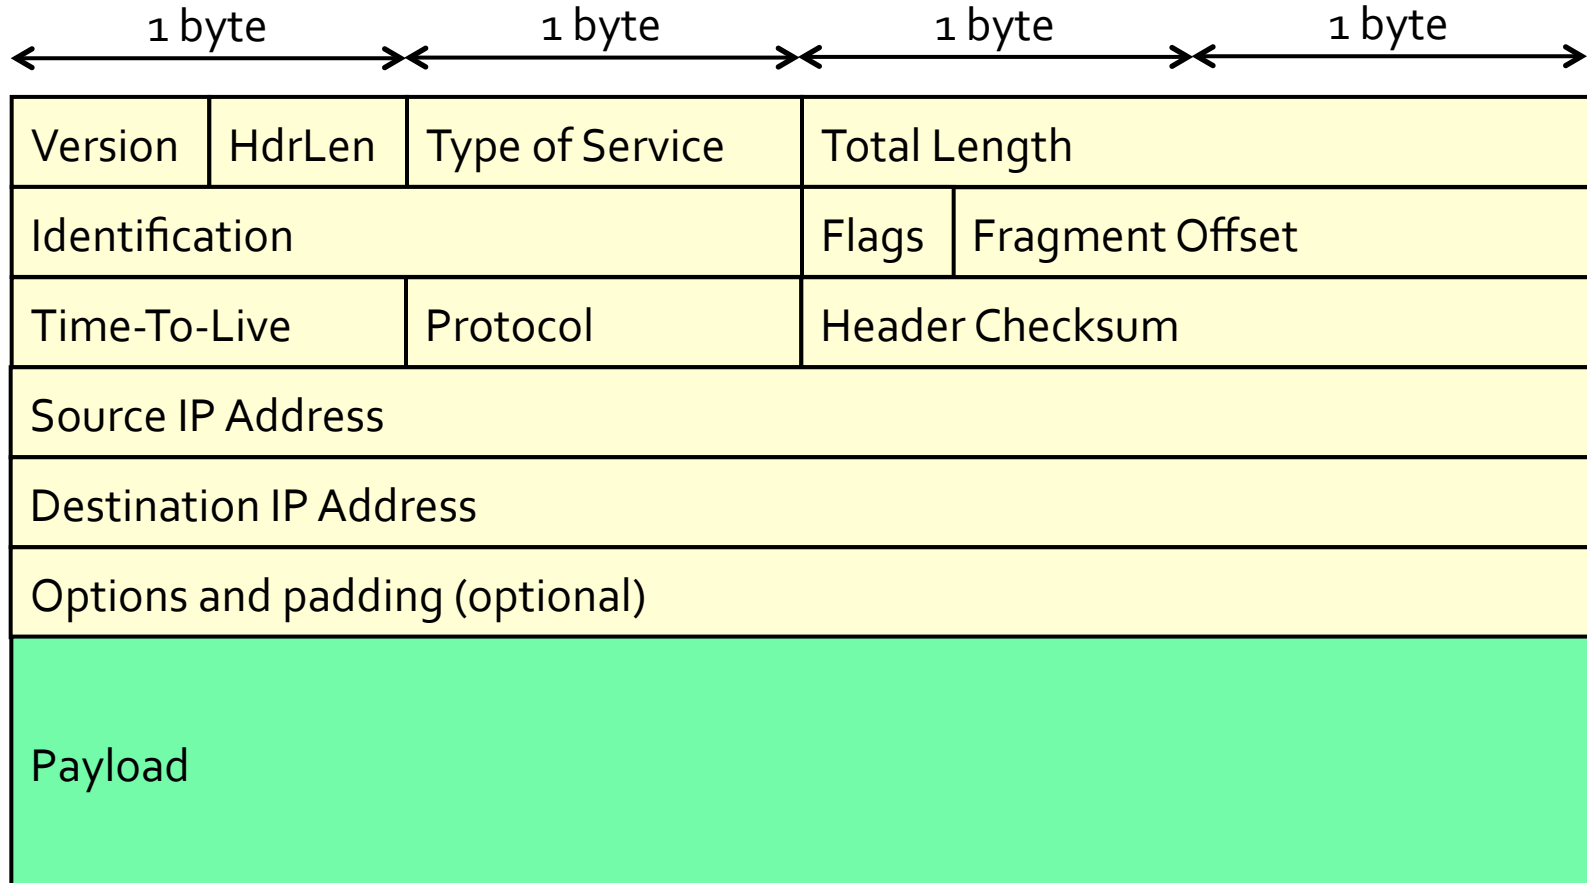 1 byte 1 byte 1 byte 1 byte
Version HdrLen Type of Service Total Length
Identification Flags Fragment Offset
Time-To-Live Protocol Header Checksum
Source IP Address
Destination IP Address
Options and padding (optional)
Payload